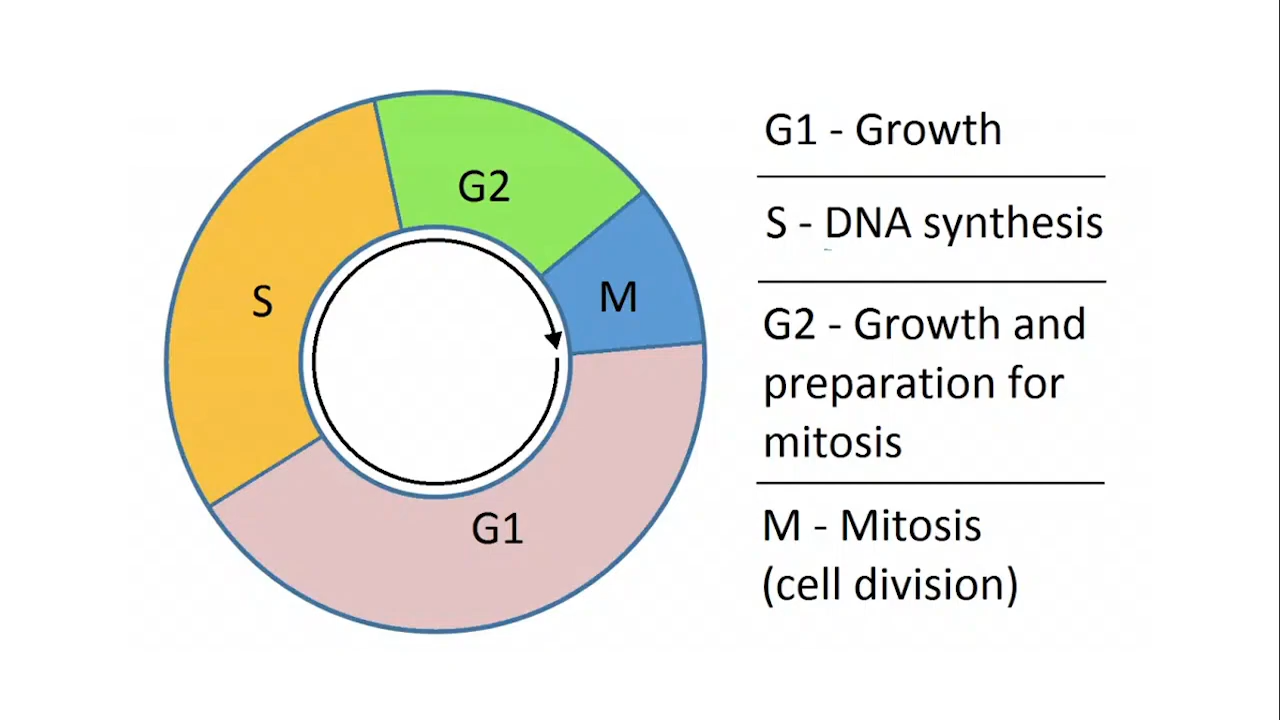 G2
S
M
G1
G1 - Growth
S - DNA synthesis
G2 - Growth and
preparation for
mitosis
M - Mitosis
(cell division)